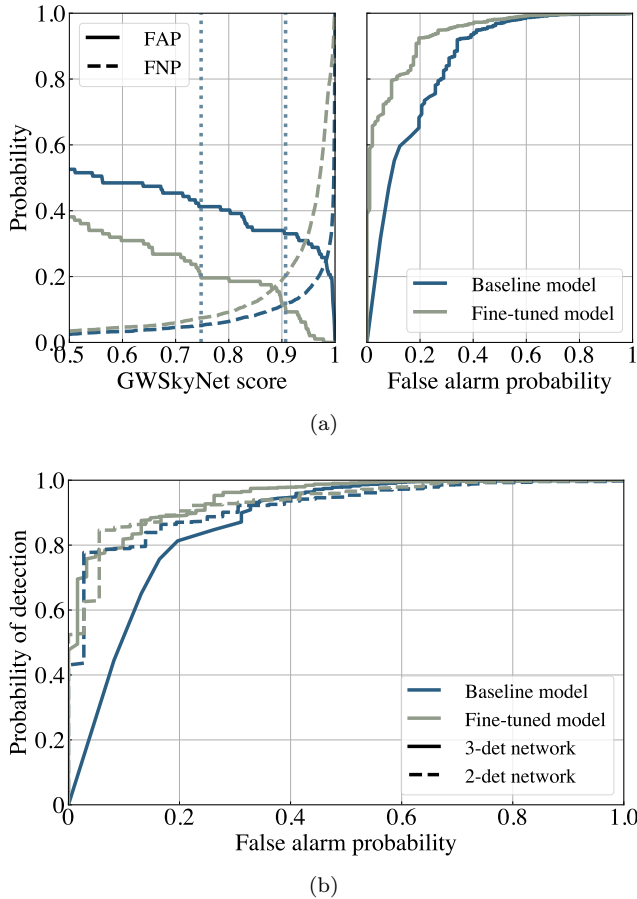 1.0
0.8
0.6
0.4
0.2
0.0
Probability
FAP
FNP
0.5 0.6 0.7 0.8 0.9 1
GWSkyNet score
Baseline model
Fine-tuned model
0 0.2 0.4 0.6 0.8 1
False alarm probability
(a)
1.0
0.8
0.6
0.4
0.2
0
Probability of detection
Baseline model
Fine-tuned model
3-det network
2-det network
0 0.2 0.4 0.6 0.8 1.0
False alarm probability
(b)